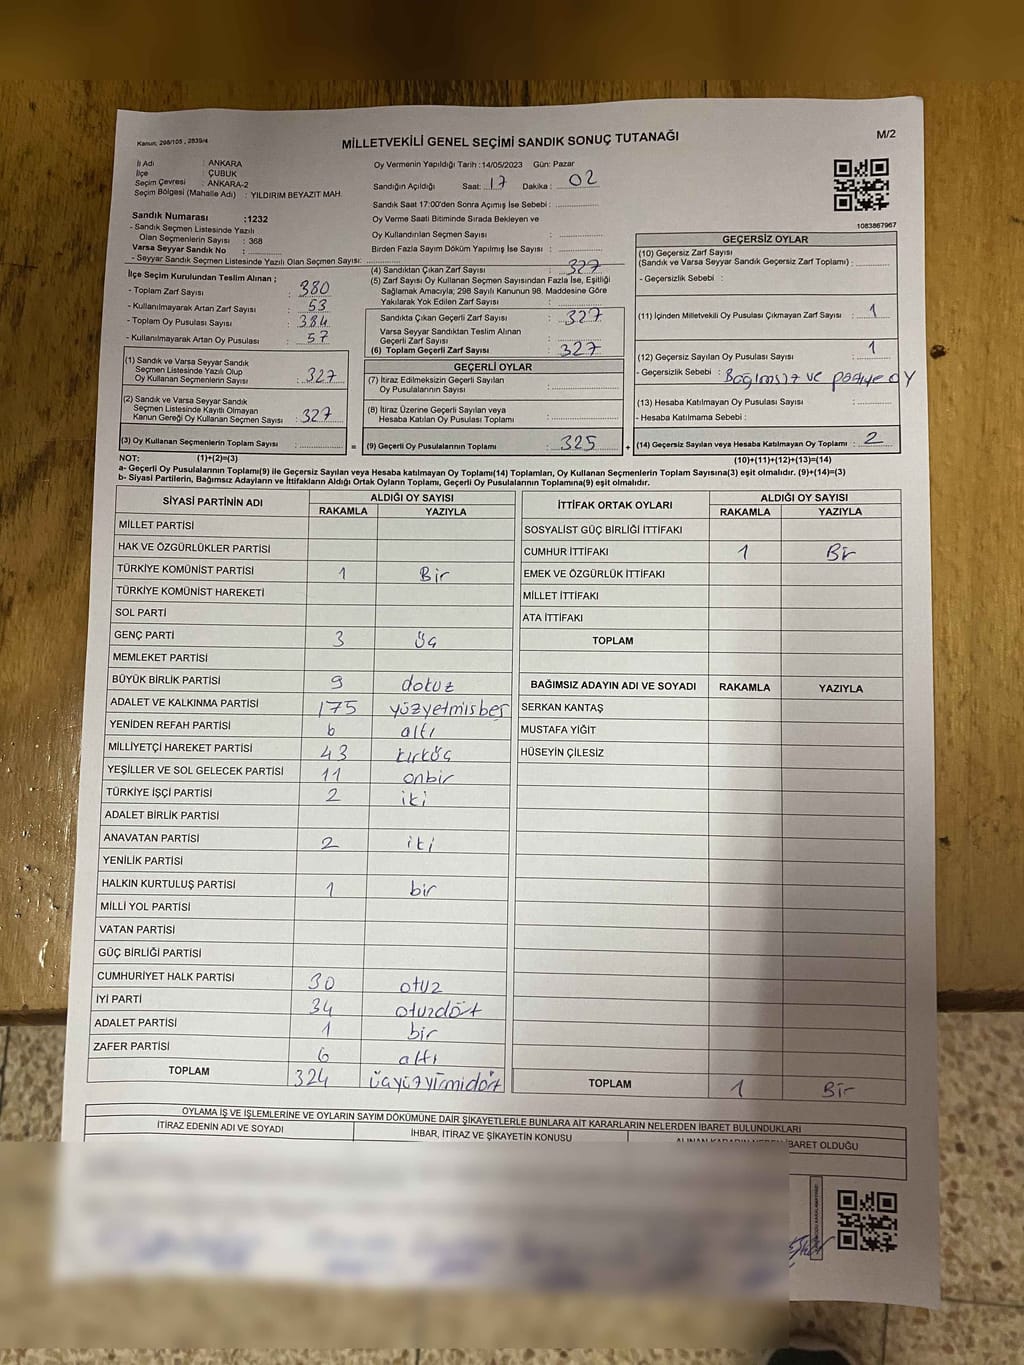 Kanun; 298/105 , 2839/4
MİLLETVEKİLİ GENEL SEÇİMİ SANDIK SONUÇ TUTANAĞI
M/2
İl Adı : ANKARA
İlçe : ÇUBUK
Seçim Çevresi : ANKARA-2
Seçim Bölgesi (Mahalle Adı) : YILDIRIM BEYAZIT MAH.
Sandık Numarası :1232
- Sandık Seçmen Listesinde Yazılı
Olan Seçmenlerin Sayısı : 368
Varsa Seyyar Sandık No :
- Seyyar Sandık Seçmen Listesinde Yazılı Olan Seçmen Sayısı:
Oy Vermenin Yapıldığı Tarih :14/05/2023 Gün: Pazar
Sandığın Açıldığı Saat: 17 Dakika : 02
Sandık Saat 17:00'den Sonra Açımış İse Sebebi :
Oy Verme Saati Bitiminde Sırada Bekleyen ve
Oy Kullandırılan Seçmen Sayısı :
Birden Fazla Sayım Döküm Yapılmış İse Sayısı :
1083867967
İlçe Seçim Kurulundan Teslim Alınan ;
- Toplam Zarf Sayısı : 380
- Kullanılmayarak Artan Zarf Sayısı : 53
- Toplam Oy Pusulası Sayısı : 384
- Kullanılmayarak Artan Oy Pusulası : 57
(4) Sandıktan Çıkan Zarf Sayısı : 327
(5) Zarf Sayısı Oy Kullanan Seçmen Sayısından Fazla İse, Eşitliği
Sağlamak Amacıyla; 298 Sayılı Kanunun 98. Maddesine Göre
Yakılarak Yok Edilen Zarf Sayısı :
Sandıkta Çıkan Geçerli Zarf Sayısı : 327
Varsa Seyyar Sandıktan Teslim Alınan
Geçerli Zarf Sayısı :
(6) Toplam Geçerli Zarf Sayısı : 327
(1) Sandık ve Varsa Seyyar Sandık
Seçmen Listesinde Yazılı Olup
Oy Kullanan Seçmenlerin Sayısı : 327
(2) Sandık ve Varsa Seyyar Sandık
Seçmen Listesinde Kayıtlı Olmayan
Kanun Gereği Oy Kullanan Seçmen Sayısı : 327
(3) Oy Kullanan Seçmenlerin Toplam Sayısı : =
GEÇERLİ OYLAR
(7) İtiraz Edilmeksizin Geçerli Sayılan
Oy Pusulalarının Sayısı :
(8) İtiraz Üzerine Geçerli Sayılan veya
Hesaba Katılan Oy Pusulası Toplamı :
(9) Geçerli Oy Pusulalarının Toplamı : 325 +
GEÇERSİZ OYLAR
(10) Geçersiz Zarf Sayısı
(Sandık ve Varsa Seyyar Sandık Geçersiz Zarf Toplamı) :
- Geçersizlik Sebebi :
(11) İçinden Milletvekili Oy Pusulası Çıkmayan Zarf Sayısı : 1
(12) Geçersiz Sayılan Oy Pusulası Sayısı : 1
- Geçersizlik Sebebi : Bağımsız ve partiye oy
(13) Hesaba Katılmayan Oy Pusulası Sayısı :
- Hesaba Katılmama Sebebi :
(14) Geçersiz Sayılan veya Hesaba Katılmayan Oy Toplamı : 2
NOT: (1)+(2)=(3)
(10)+(11)+(12)+(13)=(14)
a- Geçerli Oy Pusulalarının Toplamı(9) ile Geçersiz Sayılan veya Hesaba katılmayan Oy Toplamı(14) Toplamları, Oy Kullanan Seçmenlerin Toplam Sayısına(3) eşit olmalıdır. (9)+(14)=(3)
b- Siyasi Partilerin, Bağımsız Adayların ve İttifakların Aldığı Ortak Oyların Toplamı, Geçerli Oy Pusulalarının Toplamına(9) eşit olmalıdır.
SİYASİ PARTİNİN ADI ALDIĞI OY SAYISI
RAKAMLA YAZIYLA
MİLLET PARTİSİ
HAK VE ÖZGÜRLÜKLER PARTİSİ
TÜRKİYE KOMÜNİST PARTİSİ 1 Bir
TÜRKİYE KOMÜNİST HAREKETİ
SOL PARTİ
GENÇ PARTİ 3 üç
MEMLEKET PARTİSİ
BÜYÜK BİRLİK PARTİSİ 9 dokuz
ADALET VE KALKINMA PARTİSİ 175 yüzyetmişbeş
YENİDEN REFAH PARTİSİ 6 altı
MİLLİYETÇİ HAREKET PARTİSİ 43 kırküç
YEŞİLLER VE SOL GELECEK PARTİSİ 11 onbir
TÜRKİYE İŞÇİ PARTİSİ 2 iki
ADALET BİRLİK PARTİSİ
ANAVATAN PARTİSİ 2 iki
YENİLİK PARTİSİ
HALKIN KURTULUŞ PARTİSİ 1 bir
MİLLİ YOL PARTİSİ
VATAN PARTİSİ
GÜÇ BİRLİĞİ PARTİSİ
CUMHURİYET HALK PARTİSİ 30 otuz
İYİ PARTİ 34 otuzdört
ADALET PARTİSİ 1 bir
ZAFER PARTİSİ 6 altı
TOPLAM 324 üçyüzyirmidört
İTTİFAK ORTAK OYLARI ALDIĞI OY SAYISI
RAKAMLA YAZIYLA
SOSYALİST GÜÇ BİRLİĞİ İTTİFAKI
CUMHUR İTTİFAKI 1 Bir
EMEK VE ÖZGÜRLÜK İTTİFAKI
MİLLET İTTİFAKI
ATA İTTİFAKI
TOPLAM
BAĞIMSIZ ADAYIN ADI VE SOYADI RAKAMLA YAZIYLA
SERKAN KANTAŞ
MUSTAFA YİĞİT
HÜSEYİN ÇİLESİZ
TOPLAM 1 Bir
OYLAMA İŞ VE İŞLEMLERİNE VE OYLARIN SAYIM DÖKÜMÜNE DAİR ŞİKAYETLERLE BUNLARA AİT KARARLARIN NELERDEN İBARET BULUNDUKLARI
İTİRAZ EDENİN ADI VE SOYADI İHBAR, İTİRAZ VE ŞİKAYETİN KONUSU ALINAN KARARIN NEDEN İBARET OLDUĞU